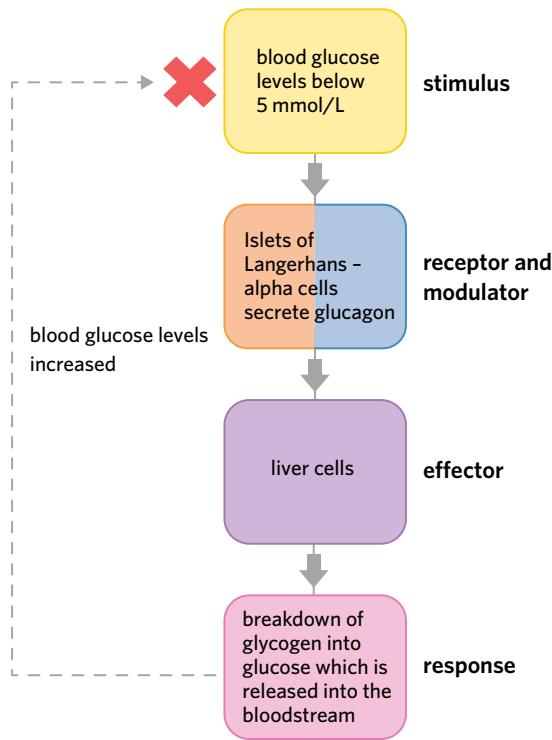 blood glucose
levels below
5 mmol/L
stimulus
Islets of
Langerhans –
alpha cells
secrete glucagon
receptor and
modulator
blood glucose levels
increased
liver cells
effector
breakdown of
glycogen into
glucose which is
released into the
bloodstream
response